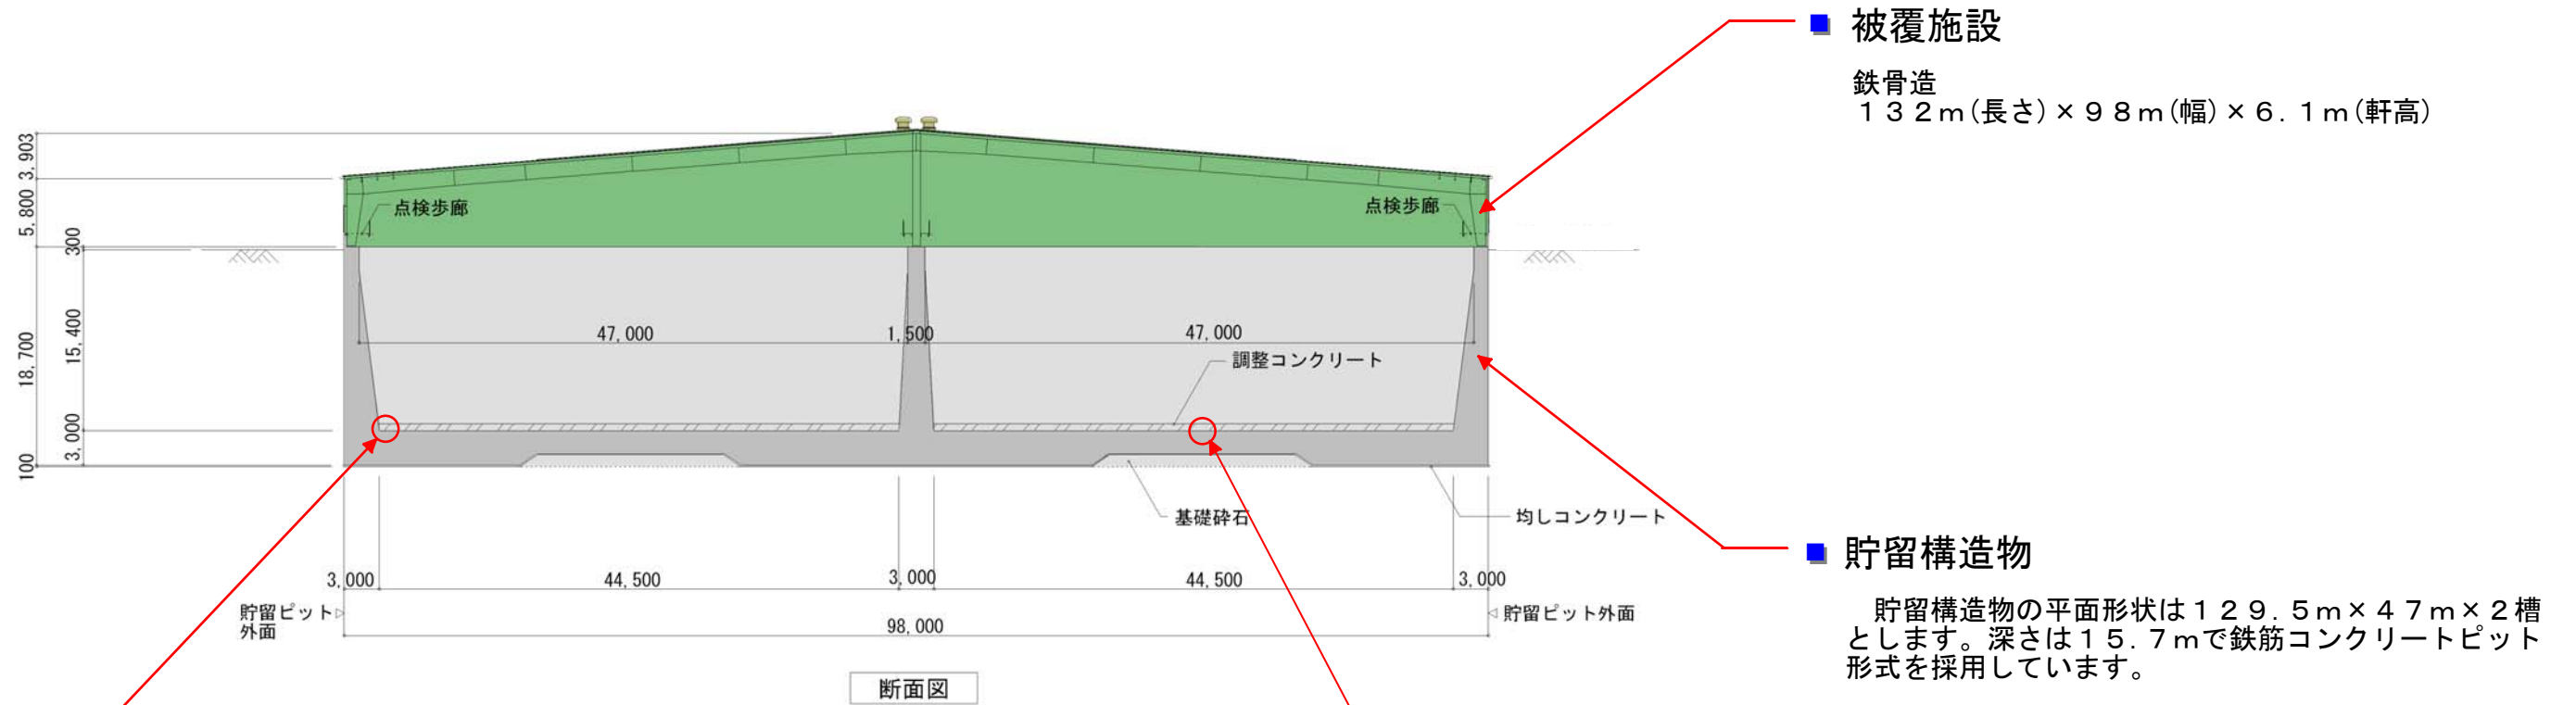 ■ 被覆施設
鉄骨造
１３２ｍ(長さ)×９８ｍ(幅)×６.１ｍ(軒高)
3,903
5,800
300
18,700
15,400
3,000
100
点検歩廊
点検歩廊
47,000
1,500
47,000
調整コンクリート
基礎砕石
均しコンクリート
3,000
44,500
3,000
44,500
3,000
貯留ピット
外面
98,000
貯留ピット外面
断面図
■ 貯留構造物
貯留構造物の平面形状は１２９.５ｍ×４７ｍ×２槽
とします。深さは１５.７ｍで鉄筋コンクリートピット
形式を採用しています。